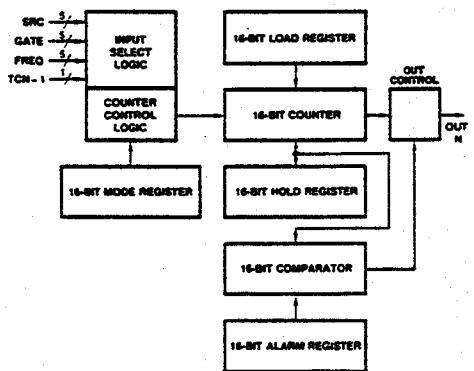 SRC 5
GATE 5
FREQ 5
TCN-1 1
INPUT
SELECT
LOGIC
COUNTER
CONTROL
LOGIC
16-BIT MODE REGISTER
16-BIT LOAD REGISTER
16-BIT COUNTER
16-BIT HOLD REGISTER
16-BIT COMPARATOR
16-BIT ALARM REGISTER
OUT
CONTROL
OUT
N